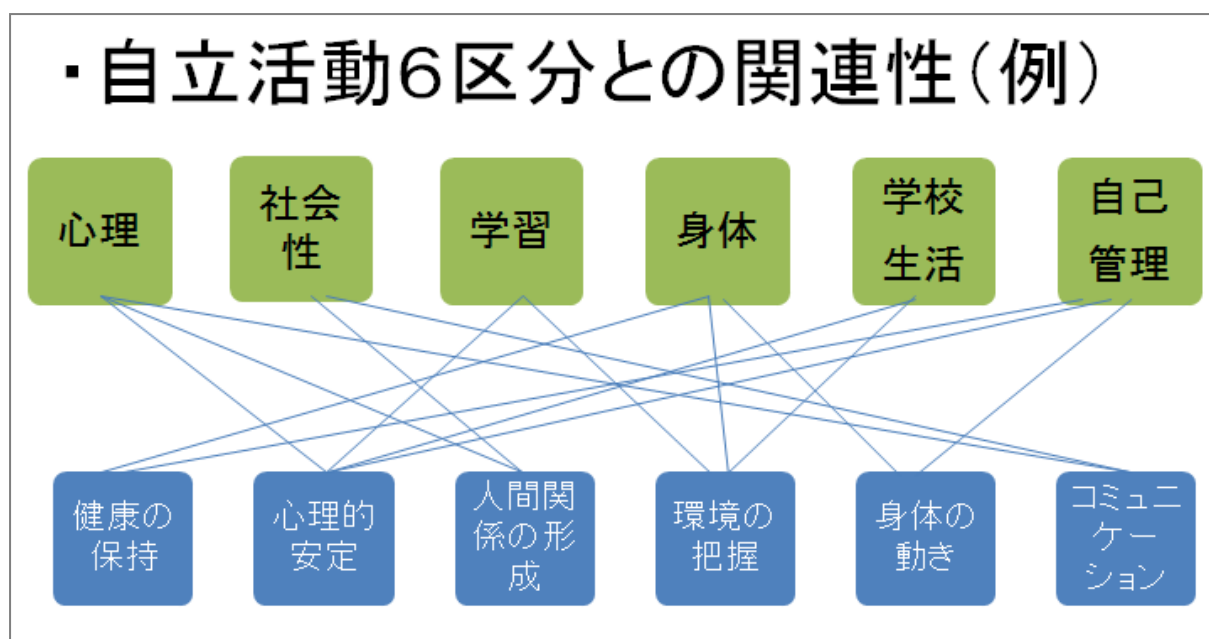 ・自立活動６区分との関連性（例）
心理
社会
性
学習
身体
学校
生活
自己
管理
健康の
保持
心理的
安定
人間関
係の形
成
環境の
把握
身体の
動き
コミュニ
ケー
ション